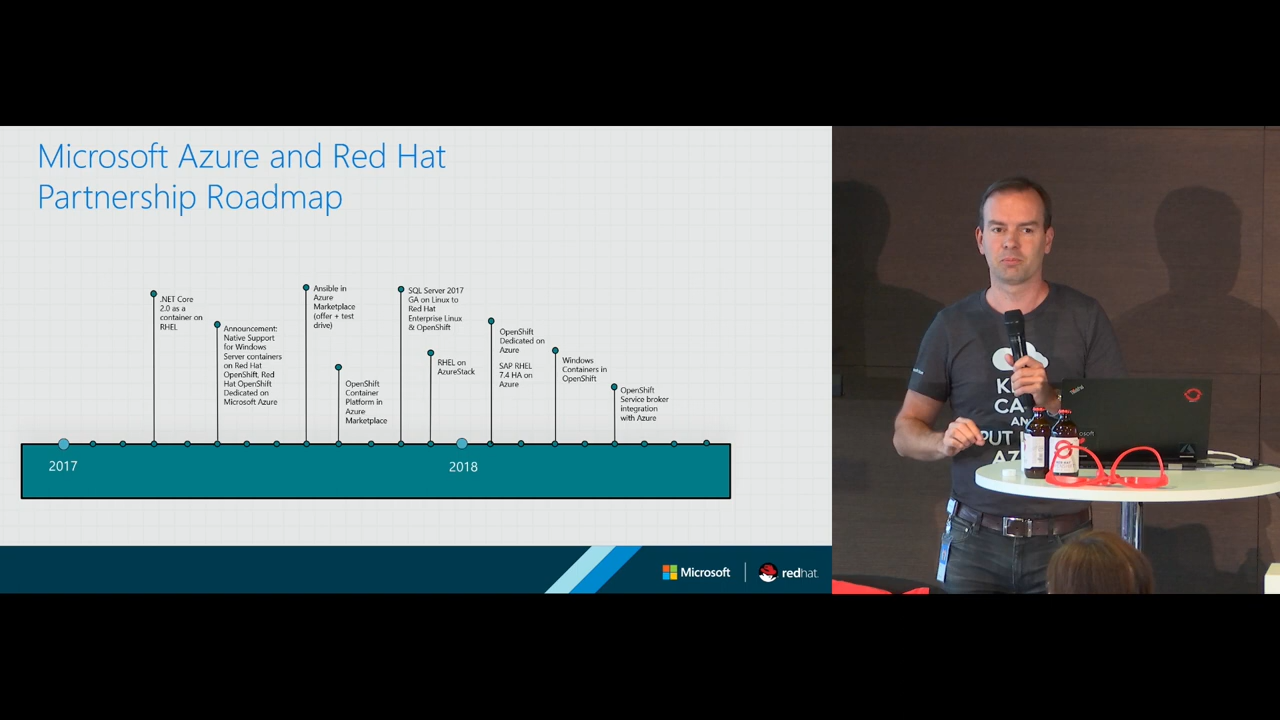 Microsoft Azure and Red Hat
Partnership Roadmap
.NET Core
2.0 as a
container on
RHEL
Announcement:
Native Support
for Windows
Server containers
on Red Hat
OpenShift, Red
Hat OpenShift
Dedicated on
Microsoft Azure
Ansible in
Azure
Marketplace
(offer + test
drive)
OpenShift
Container
Platform in
Azure
Marketplace
SQL Server 2017
GA on Linux to
Red Hat
Enterprise Linux
& OpenShift
RHEL on
AzureStack
OpenShift
Dedicated on
Azure
SAP RHEL
7.4 HA on
Azure
Windows
Containers in
OpenShift
OpenShift
Service broker
integration
with Azure
2017
2018
Microsoft
redhat.
ThinkPad